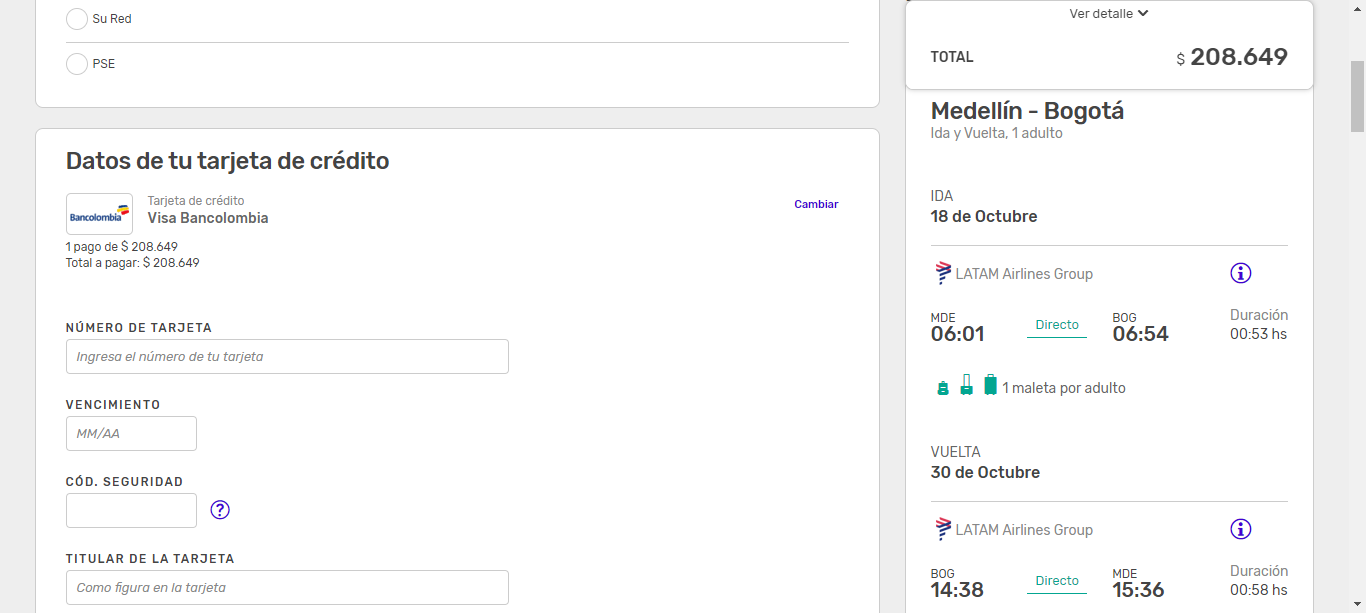 Su Red
PSE
Datos de tu tarjeta de crédito
Bancolombia
Tarjeta de crédito
Visa Bancolombia
Cambiar
1 pago de $ 208.649
Total a pagar: $ 208.649
NÚMERO DE TARJETA
Ingresa el número de tu tarjeta
VENCIMIENTO
MM/AA
CÓD. SEGURIDAD
?
TITULAR DE LA TARJETA
Como figura en la tarjeta
Ver detalle
TOTAL $ 208.649
Medellín - Bogotá
Ida y Vuelta, 1 adulto
IDA
18 de Octubre
LATAM Airlines Group
MDE
06:01
Directo
BOG
06:54
Duración
00:53 hs
1 maleta por adulto
VUELTA
30 de Octubre
LATAM Airlines Group
BOG
14:38
Directo
MDE
15:36
Duración
00:58 hs